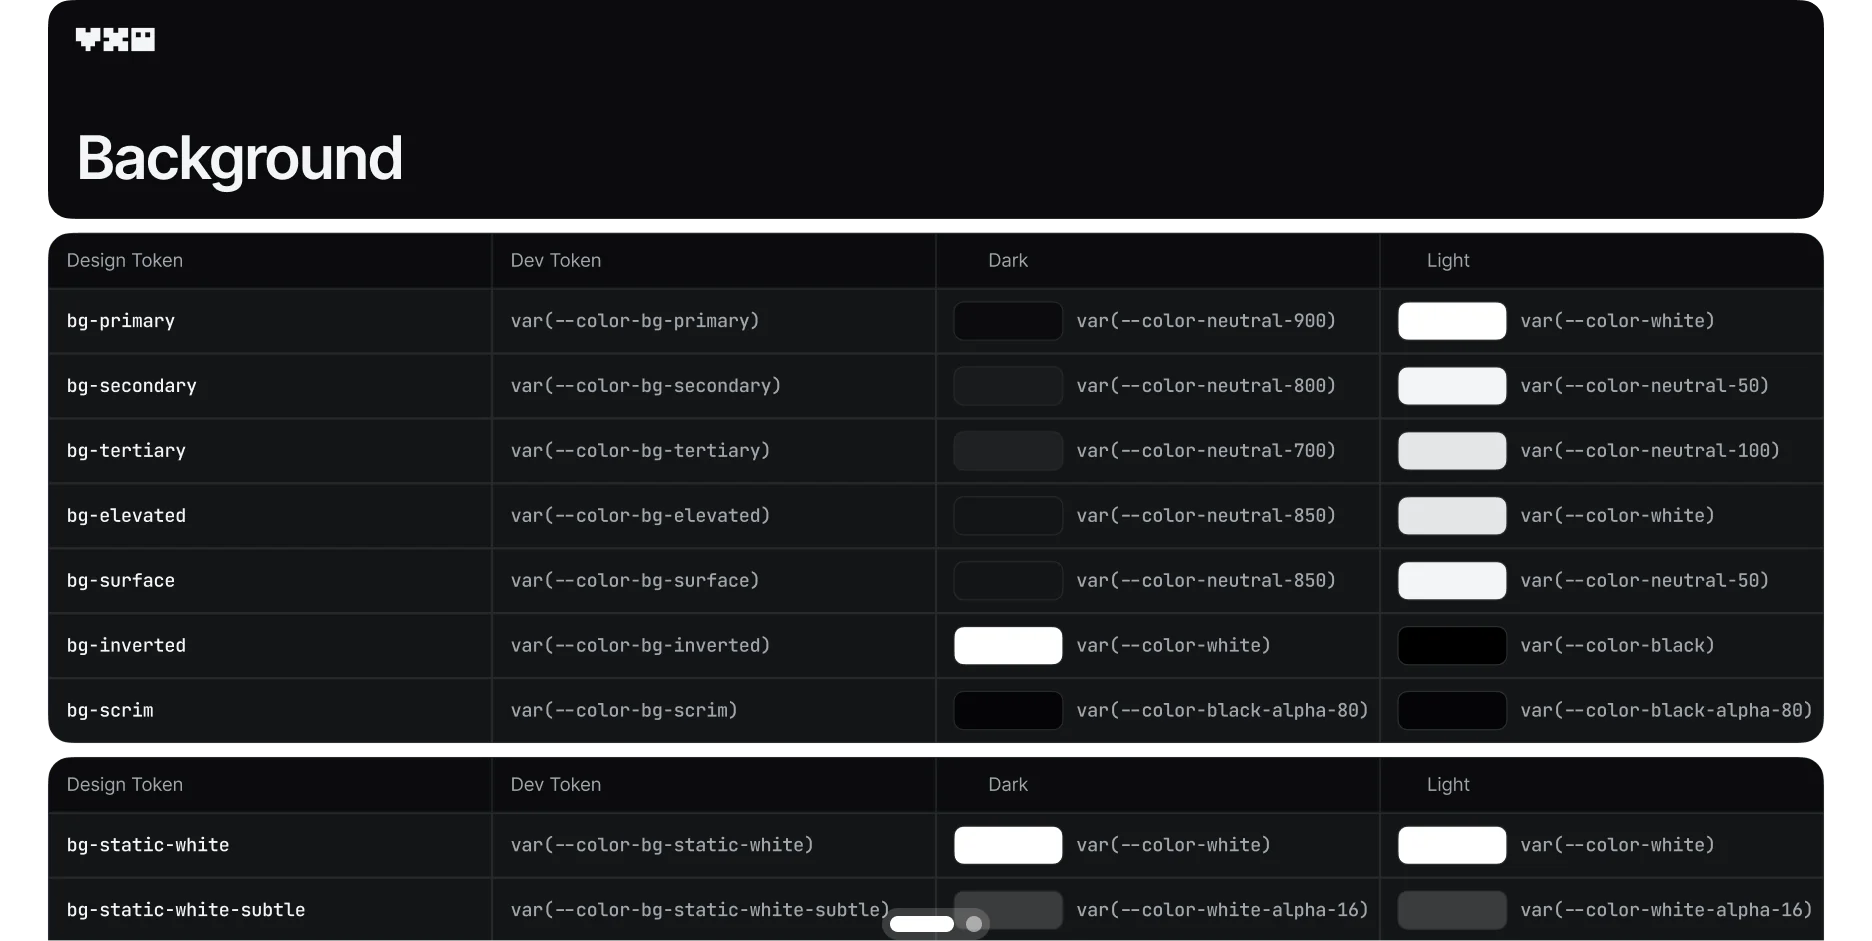 Background
Design Token Dev Token Dark Light
bg-primary var(--color-bg-primary) var(--color-neutral-900) var(--color-white)
bg-secondary var(--color-bg-secondary) var(--color-neutral-800) var(--color-neutral-50)
bg-tertiary var(--color-bg-tertiary) var(--color-neutral-700) var(--color-neutral-100)
bg-elevated var(--color-bg-elevated) var(--color-neutral-850) var(--color-white)
bg-surface var(--color-bg-surface) var(--color-neutral-850) var(--color-neutral-50)
bg-inverted var(--color-bg-inverted) var(--color-white) var(--color-black)
bg-scrim var(--color-bg-scrim) var(--color-black-alpha-80) var(--color-black-alpha-80)
Design Token Dev Token Dark Light
bg-static-white var(--color-bg-static-white) var(--color-white) var(--color-white)
bg-static-white-subtle var(--color-bg-static-white-subtle) var(--color-white-alpha-16) var(--color-white-alpha-16)